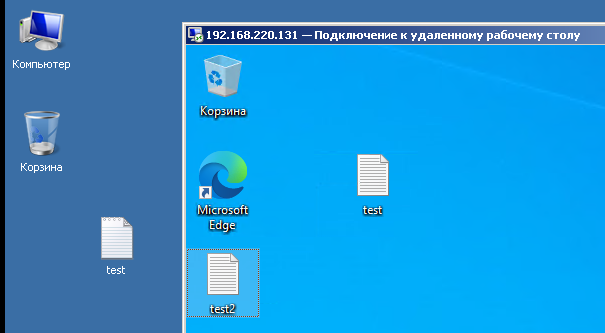 Компьютер
Корзина
test
192.168.220.131 — Подключение к удаленному рабочему столу
Корзина
Microsoft
Edge
test
test2